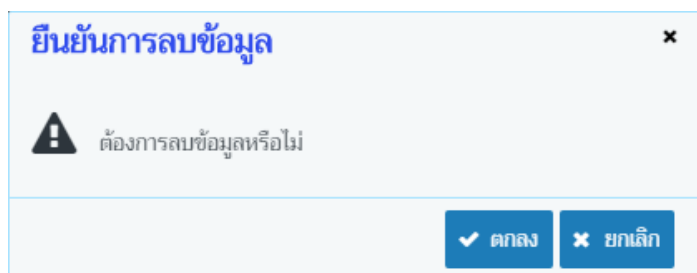 ยืนยันการลบข้อมูล
ต้องการลบข้อมูลหรือไม่
ตกลง ยกเลิก